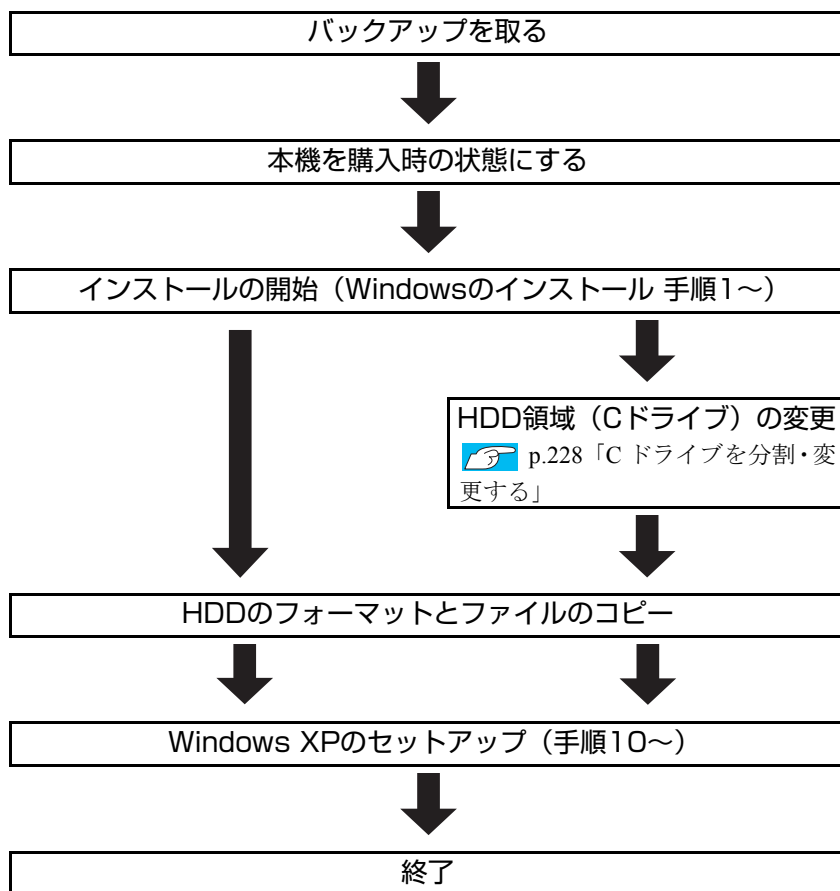 バックアップを取る
本機を購入時の状態にする
インストールの開始（Windowsのインストール 手順1～）
HDD領域（Cドライブ）の変更
p.228「C ドライブを分割・変
更する」
HDDのフォーマットとファイルのコピー
Windows XPのセットアップ（手順10～）
終了